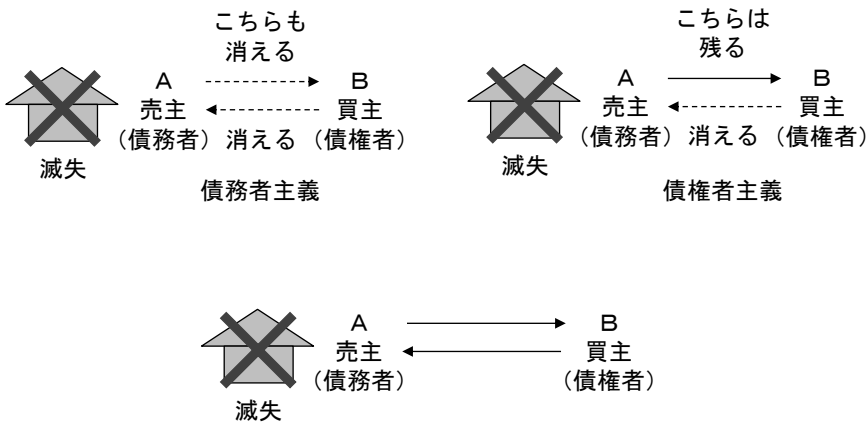 こちらも
消える
A
B
売主
買主
(債務者)
消える
(債権者)
滅失
債務者主義
こちらは
残る
A
B
売主
買主
(債務者)
消える
(債権者)
滅失
債権者主義
A
B
売主
買主
(債務者)
(債権者)
滅失